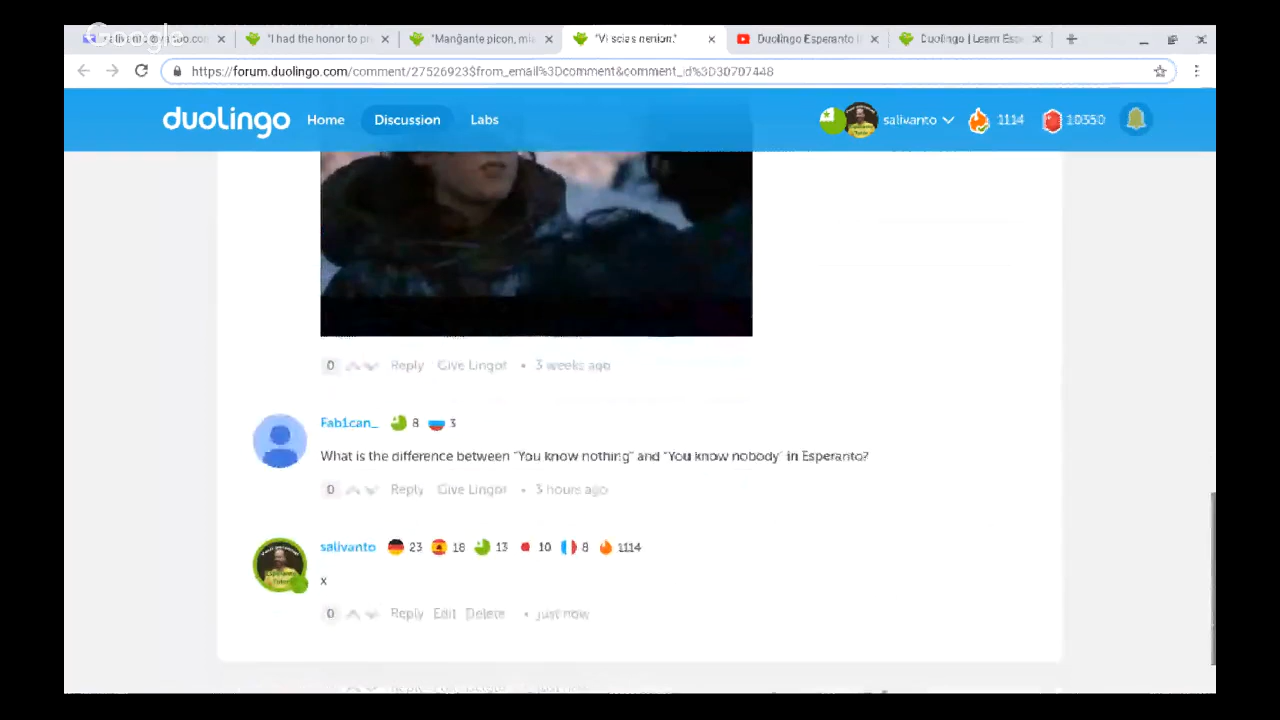 Google
salivanto@yahoo.co
"I had the honor to pr
"Manĝante picon, mi
"Vi scias nenion."
Duolingo Esperanto
Duolingo | Learn Esp
https://forum.duolingo.com/comment/27526923$from_email%3Dcomment&comment_id%3D30707448
duolingo Home Discussion Labs salivanto 1114 10350
0 Reply Give Lingot • 3 weeks ago
Fab1can_ 8 3
What is the difference between "You know nothing" and "You know nobody" in Esperanto?
0 Reply Give Lingot • 3 hours ago
salivanto 23 18 13 10 8 1114
x
0 Reply Edit Delete • just now